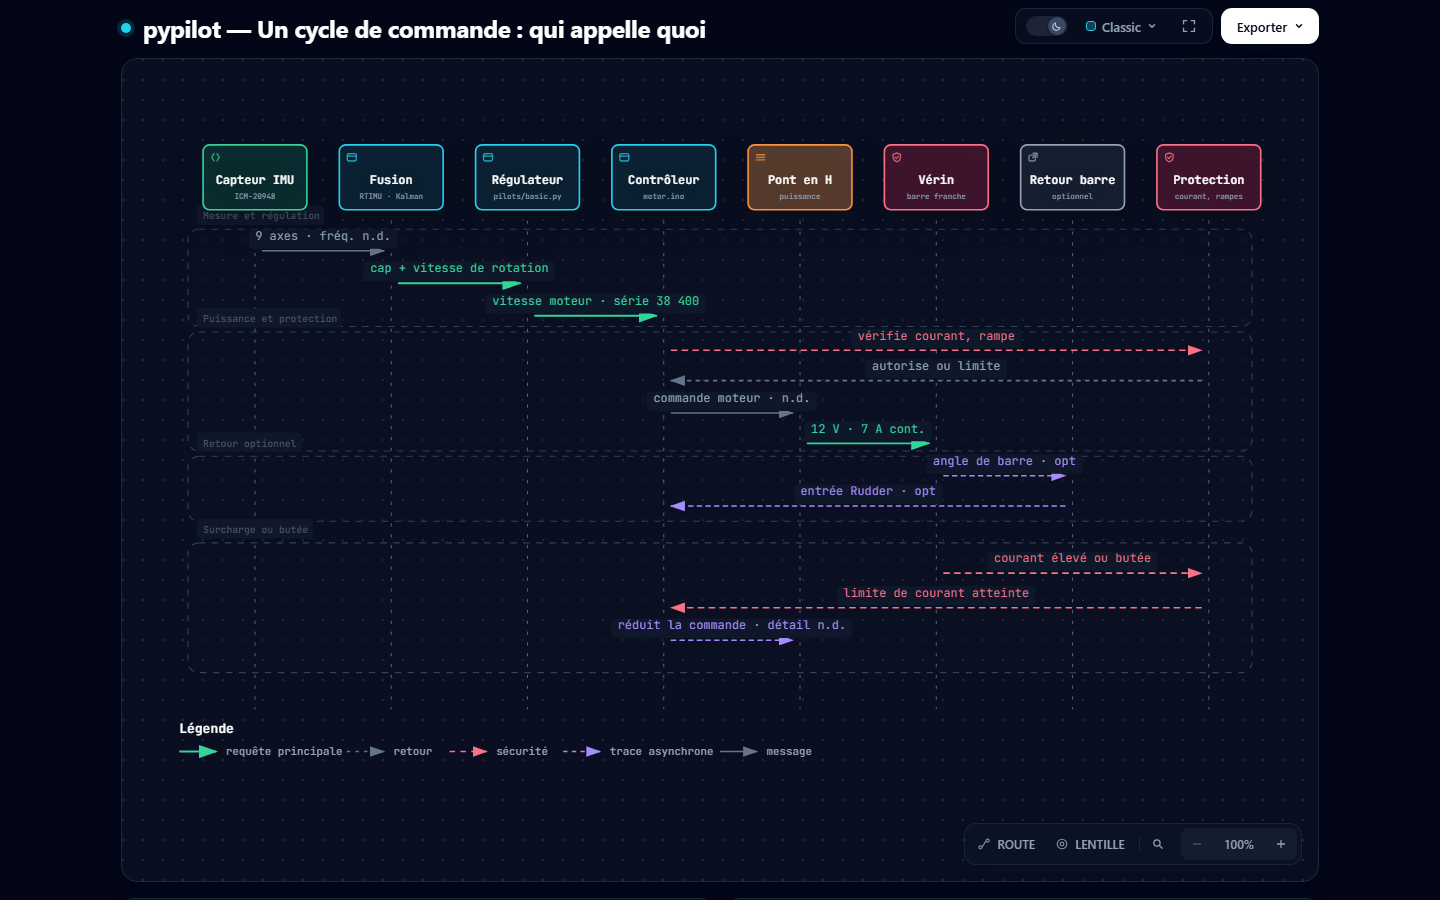 pypilot — Un cycle de commande : qui appelle quoi
Classic
Exporter
Capteur IMU
ICM-20948
Fusion
RTIMU · Kalman
Régulateur
pilots/basic.py
Contrôleur
motor.ino
Pont en H
puissance
Vérin
barre franche
Retour barre
optionnel
Protection
courant, rampes
Mesure et régulation
9 axes · fréq. n.d.
cap + vitesse de rotation
vitesse moteur · série 38 400
Puissance et protection
vérifie courant, rampe
autorise ou limite
commande moteur · n.d.
12 V · 7 A cont.
Retour optionnel
angle de barre · opt
entrée Rudder · opt
Surcharge ou butée
courant élevé ou butée
limite de courant atteinte
réduit la commande · détail n.d.
Légende
requête principale
retour
sécurité
trace asynchrone
message
ROUTE
LENTILLE
− 100% +